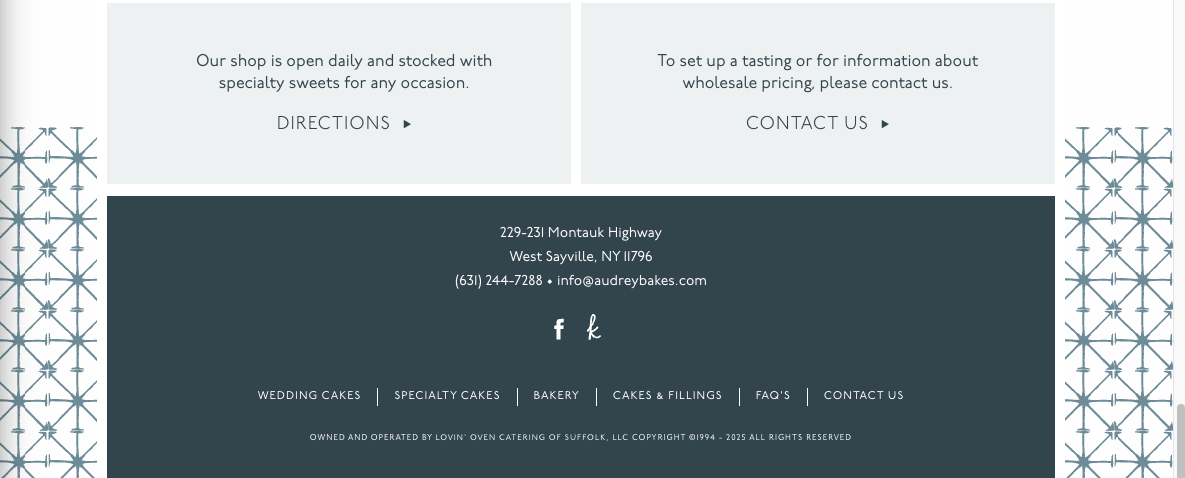 Our shop is open daily and stocked with
specialty sweets for any occasion.
DIRECTIONS
To set up a tasting or for information about
wholesale pricing, please contact us.
CONTACT US
229-231 Montauk Highway
West Sayville, NY 11796
(631) 244-7288 • info@audreybakes.com
f k
WEDDING CAKES | SPECIALTY CAKES | BAKERY | CAKES & FILLINGS | FAQ'S | CONTACT US
OWNED AND OPERATED BY LOVIN' OVEN CATERING OF SUFFOLK, LLC COPYRIGHT ©1994 - 2025 ALL RIGHTS RESERVED